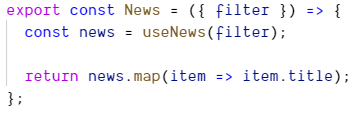 export const News = ({ filter }) => {
  const news = useNews(filter);

  return news.map(item => item.title);
};